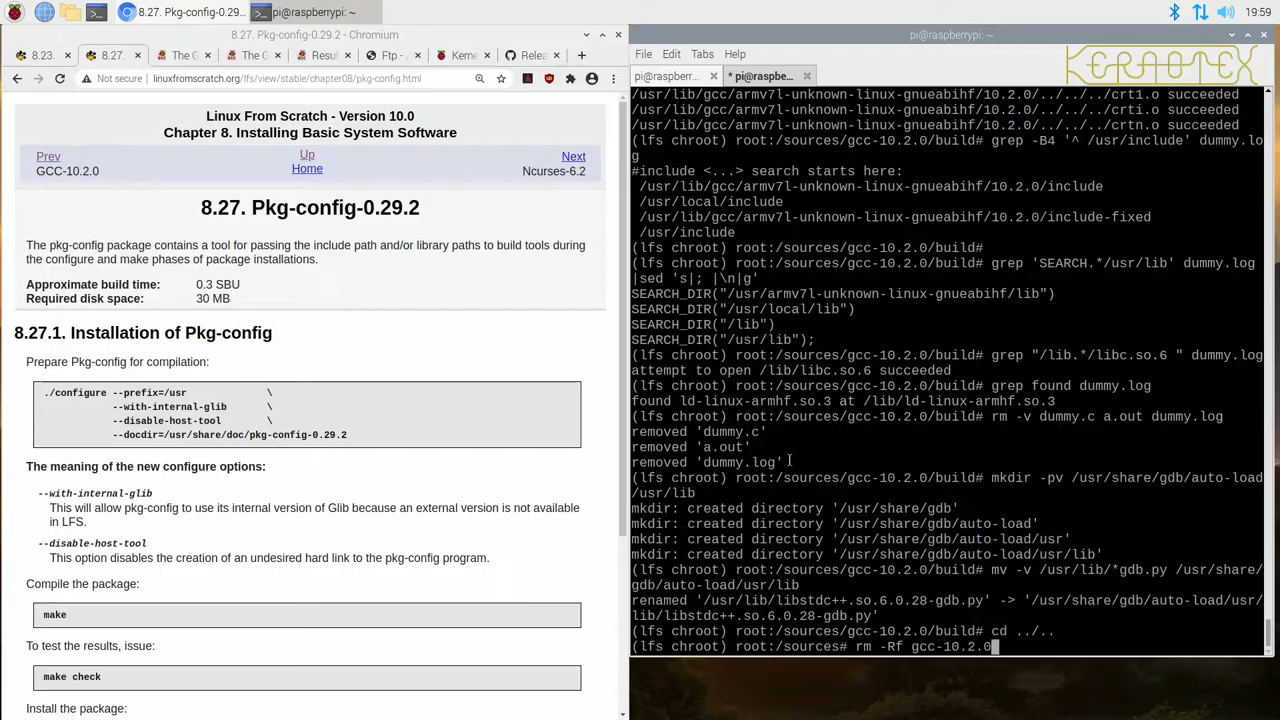 8.27. Pkg-config-0.29.2...
pi@raspberrypi: ~
19:59
8.27. Pkg-config-0.29.2 - Chromium
8.23
8.27
The G
The G
Resul
Ftp -
Kerne
Relea
Not secure
linuxfromscratch.org/lfs/view/stable/chapter08/pkg-config.html
Linux From Scratch - Version 10.0
Chapter 8. Installing Basic System Software
Prev
Up
Next
GCC-10.2.0
Home
Ncurses-6.2
8.27. Pkg-config-0.29.2
The pkg-config package contains a tool for passing the include path and/or library paths to build tools during
the configure and make phases of package installations.
Approximate build time: 0.3 SBU
Required disk space: 30 MB
8.27.1. Installation of Pkg-config
Prepare Pkg-config for compilation:
./configure --prefix=/usr \
--with-internal-glib \
--disable-host-tool \
--docdir=/usr/share/doc/pkg-config-0.29.2
The meaning of the new configure options:
--with-internal-glib
This will allow pkg-config to use its internal version of Glib because an external version is not available
in LFS.
--disable-host-tool
This option disables the creation of an undesired hard link to the pkg-config program.
Compile the package:
make
To test the results, issue:
make check
Install the package:
pi@raspberrypi: ~
File Edit Tabs Help
KERNOTEX
pi@raspberr...
* pi@raspbe...
/usr/lib/gcc/armv7l-unknown-linux-gnueabihf/10.2.0/../../../crt1.o succeeded
/usr/lib/gcc/armv7l-unknown-linux-gnueabihf/10.2.0/../../../crti.o succeeded
/usr/lib/gcc/armv7l-unknown-linux-gnueabihf/10.2.0/../../../crtn.o succeeded
(lfs chroot) root:/sources/gcc-10.2.0/build# grep -B4 '^ /usr/include' dummy.lo
g
#include <...> search starts here:
/usr/lib/gcc/armv7l-unknown-linux-gnueabihf/10.2.0/include
/usr/local/include
/usr/lib/gcc/armv7l-unknown-linux-gnueabihf/10.2.0/include-fixed
/usr/include
(lfs chroot) root:/sources/gcc-10.2.0/build#
(lfs chroot) root:/sources/gcc-10.2.0/build# grep 'SEARCH.*/usr/lib' dummy.log
|sed 's|; |\n|g'
SEARCH_DIR("/usr/armv7l-unknown-linux-gnueabihf/lib")
SEARCH_DIR("/usr/local/lib")
SEARCH_DIR("/lib")
SEARCH_DIR("/usr/lib");
(lfs chroot) root:/sources/gcc-10.2.0/build# grep "/lib.*/libc.so.6 " dummy.log
attempt to open /lib/libc.so.6 succeeded
(lfs chroot) root:/sources/gcc-10.2.0/build# grep found dummy.log
found ld-linux-armhf.so.3 at /lib/ld-linux-armhf.so.3
(lfs chroot) root:/sources/gcc-10.2.0/build# rm -v dummy.c a.out dummy.log
removed 'dummy.c'
removed 'a.out'
removed 'dummy.log'
(lfs chroot) root:/sources/gcc-10.2.0/build# mkdir -pv /usr/share/gdb/auto-load
/usr/lib
mkdir: created directory '/usr/share/gdb'
mkdir: created directory '/usr/share/gdb/auto-load'
mkdir: created directory '/usr/share/gdb/auto-load/usr'
mkdir: created directory '/usr/share/gdb/auto-load/usr/lib'
(lfs chroot) root:/sources/gcc-10.2.0/build# mv -v /usr/lib/*gdb.py /usr/share/
gdb/auto-load/usr/lib
renamed '/usr/lib/libstdc++.so.6.0.28-gdb.py' -> '/usr/share/gdb/auto-load/usr/
lib/libstdc++.so.6.0.28-gdb.py'
(lfs chroot) root:/sources/gcc-10.2.0/build# cd ../..
(lfs chroot) root:/sources# rm -Rf gcc-10.2.0